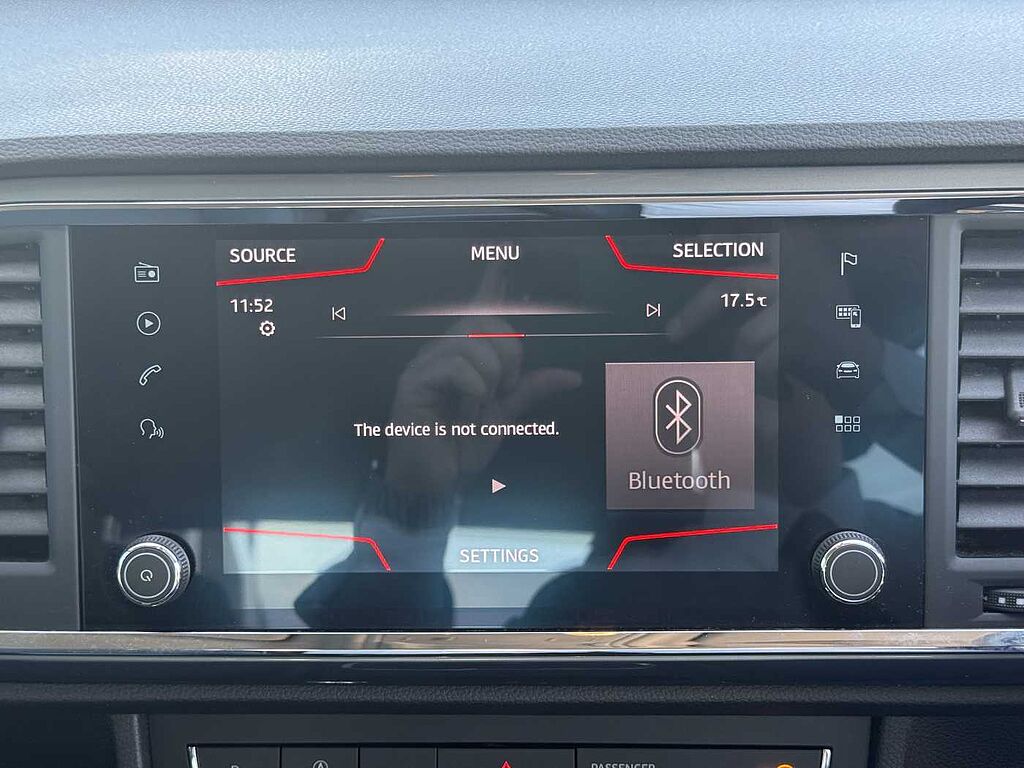 SOURCE
MENU
SELECTION
11:52
17.5°C
The device is not connected.
Bluetooth
SETTINGS
PASSENGER